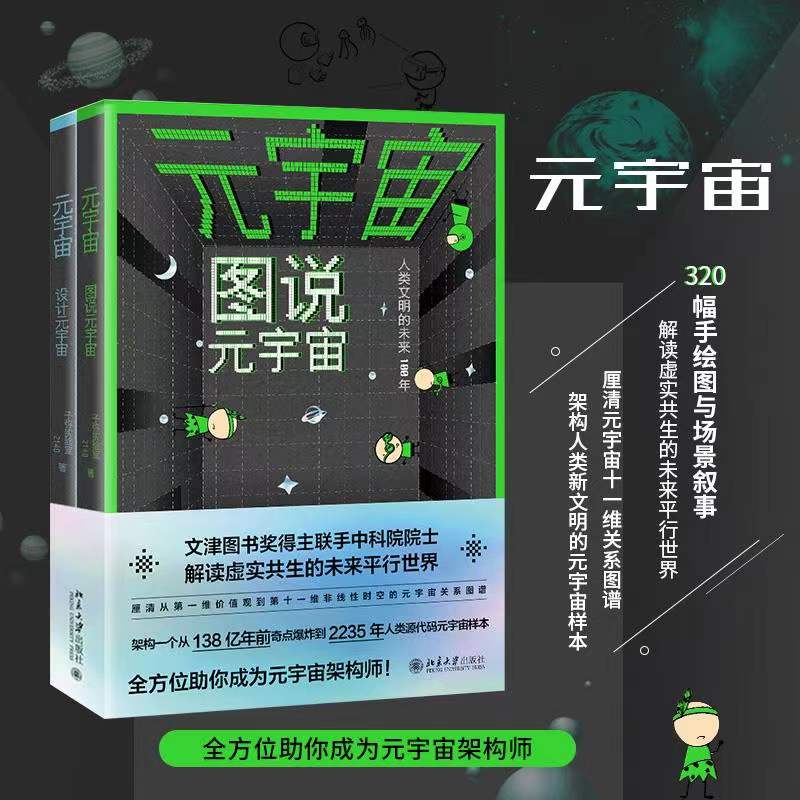 元宇宙
图说
元宇宙
人类文明的未来100年
元宇宙
设计元宇宙
2140
著
元宇宙
图说元宇宙
2140
著
文津图书奖得主联手中科院院士
解读虚实共生的未来平行世界
厘清从第一维价值观到第十一维非线性时空的元宇宙关系图谱
架构一个从138亿年前奇点爆炸到2235年人类源代码元宇宙样本
全方位助你成为元宇宙架构师!
北京大学出版社
PEKING UNIVERSITY PRESS
元宇宙
320
幅手绘图与场景叙事
解读虚实共生的未来平行世界
厘清元宇宙十一维关系图谱
架构人类新文明的元宇宙样本
全方位助你成为元宇宙架构师